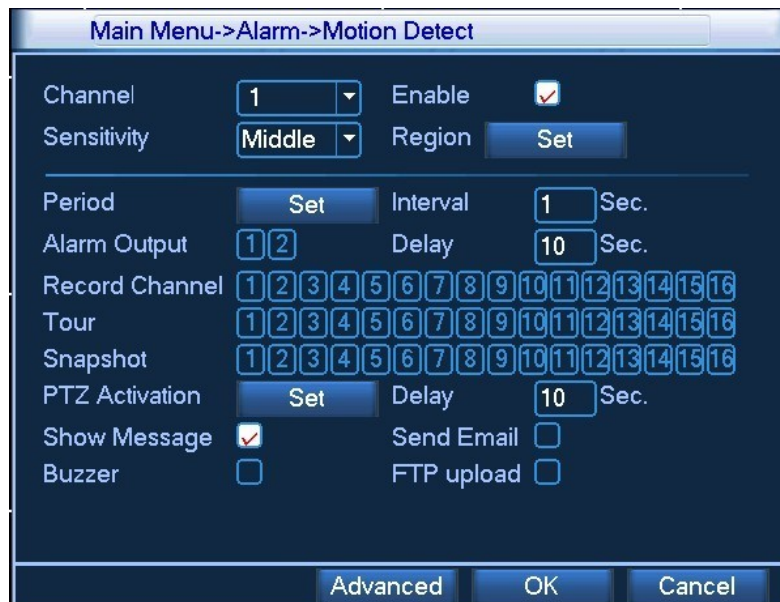 Main Menu->Alarm->Motion Detect
Channel 1 Enable
Sensitivity Middle Region Set
Period Set Interval 1 Sec.
Alarm Output 1 2 Delay 10 Sec.
Record Channel 1 2 3 4 5 6 7 8 9 10 11 12 13 14 15 16
Tour 1 2 3 4 5 6 7 8 9 10 11 12 13 14 15 16
Snapshot 1 2 3 4 5 6 7 8 9 10 11 12 13 14 15 16
PTZ Activation Set Delay 10 Sec.
Show Message Send Email
Buzzer FTP upload
Advanced OK Cancel